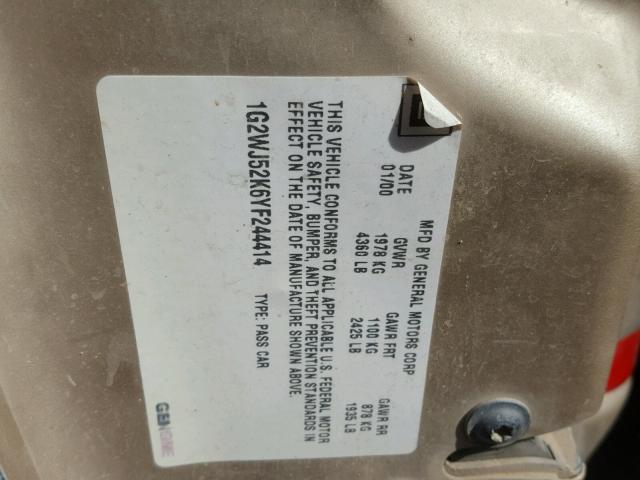 MFD BY GENERAL MOTORS CORP
DATE GVWR GAWR FRT GAWR RR
01/00 1978 KG 1100 KG 878 KG
4360 LB 2425 LB 1935 LB
THIS VEHICLE CONFORMS TO ALL APPLICABLE U.S. FEDERAL MOTOR
VEHICLE SAFETY, BUMPER, AND THEFT PREVENTION STANDARDS IN
EFFECT ON THE DATE OF MANUFACTURE SHOWN ABOVE.
1G2WJ52K6YF244414 TYPE: PASS CAR
GENUINE